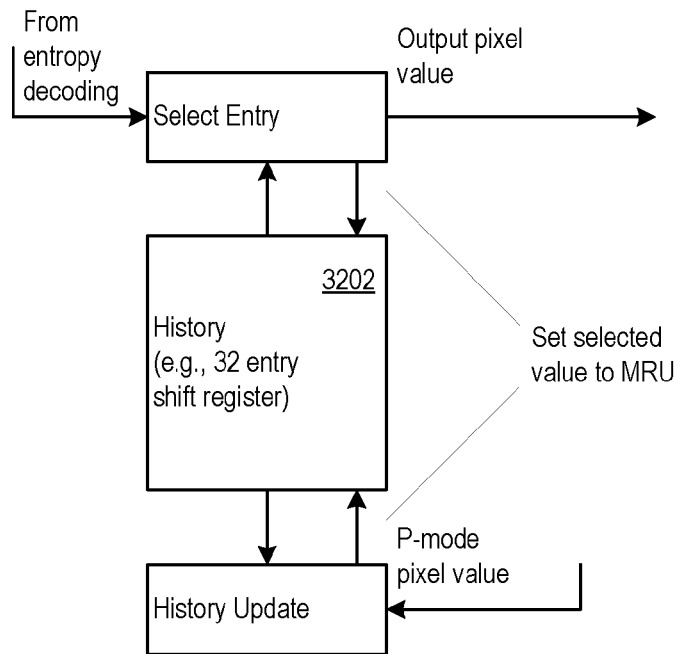 From
entropy
decoding
Output pixel
value
Select Entry
3202
History
(e.g., 32 entry
shift register)
Set selected
value to MRU
P-mode
pixel value
History Update